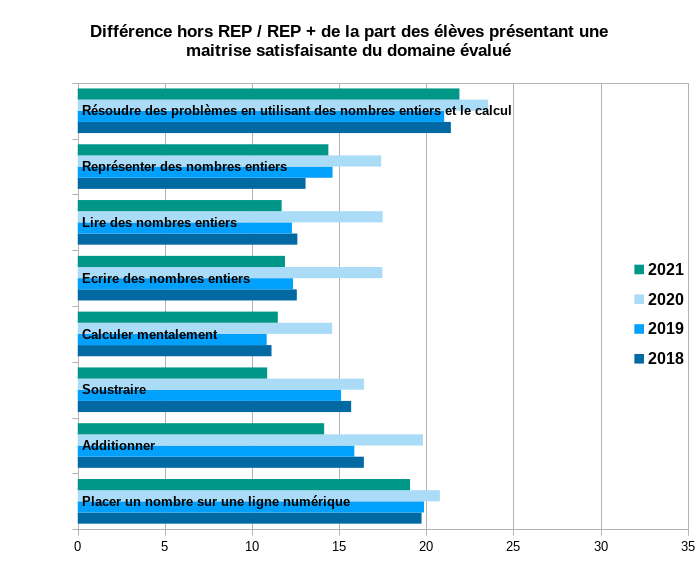 Différence hors REP / REP + de la part des élèves présentant une
maitrise satisfaisante du domaine évalué
Résoudre des problèmes en utilisant des nombres entiers et le calcul
Représenter des nombres entiers
Lire des nombres entiers
Ecrire des nombres entiers
Calculer mentalement
Soustraire
Additionner
Placer un nombre sur une ligne numérique
2021
2020
2019
2018
0 5 10 15 20 25 30 35